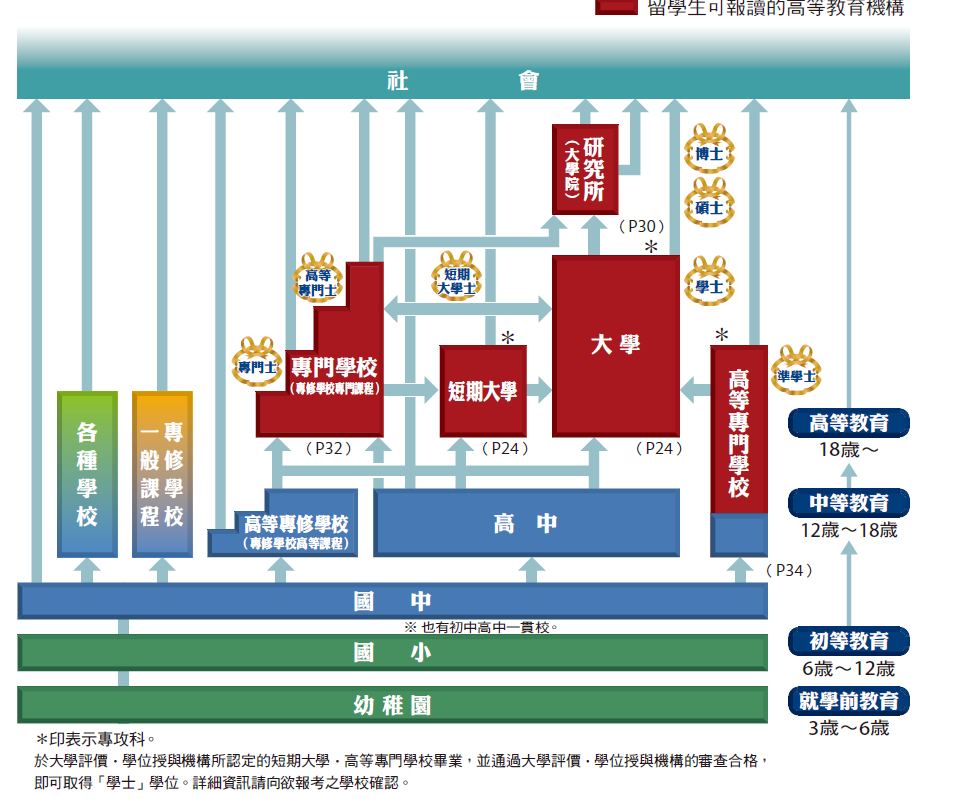 留學生可報讀的高等教育機構
社會
研究所
（大學院）
博士
碩士
（P30）
＊
高等
專門士
短期
大學士
學士
大學
＊
＊
專門士
專門學校
（專修學校專門課程）
短期大學
高等專門學校
準學士
各種學校
專修學校
一般課程
高等教育
18歲～
（P32）
（P24）
（P24）
高等專修學校
（專修學校高等課程）
高中
中等教育
12歲～18歲
（P34）
國中
※ 也有初中高中一貫校。
初等教育
6歲～12歲
國小
就學前教育
3歲～6歲
幼稚園
＊印表示專攻科。
於大學評價・學位授與機構所認定的短期大學・高等專門學校畢業，並通過大學評價・學位授與機構的審查合格，
即可取得「學士」學位。詳細資訊請向欲報考之學校確認。